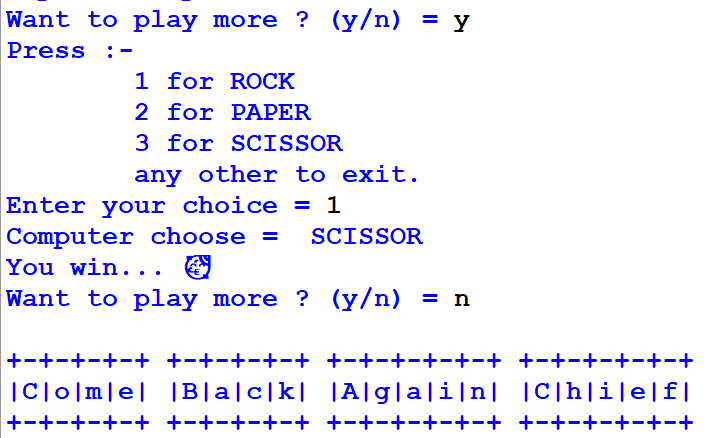 Want to play more ? (y/n) = y
Press :-
        1 for ROCK
        2 for PAPER
        3 for SCISSOR
        any other to exit.
Enter your choice = 1
Computer choose =  SCISSOR
You win... 🥳
Want to play more ? (y/n) = n

+-+-+-+-+ +-+-+-+-+ +-+-+-+-+-+ +-+-+-+-+-+
|C|o|m|e| |B|a|c|k| |A|g|a|i|n| |C|h|i|e|f|
+-+-+-+-+ +-+-+-+-+ +-+-+-+-+-+ +-+-+-+-+-+